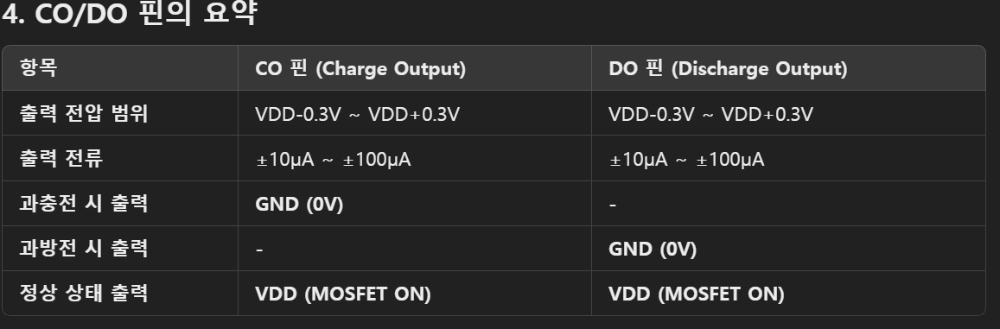 4. CO/DO 핀의 요약
항목 CO 핀 (Charge Output) DO 핀 (Discharge Output)
출력 전압 범위 VDD-0.3V ~ VDD+0.3V VDD-0.3V ~ VDD+0.3V
출력 전류 ±10μA ~ ±100μA ±10μA ~ ±100μA
과충전 시 출력 GND (0V) -
과방전 시 출력 - GND (0V)
정상 상태 출력 VDD (MOSFET ON) VDD (MOSFET ON)